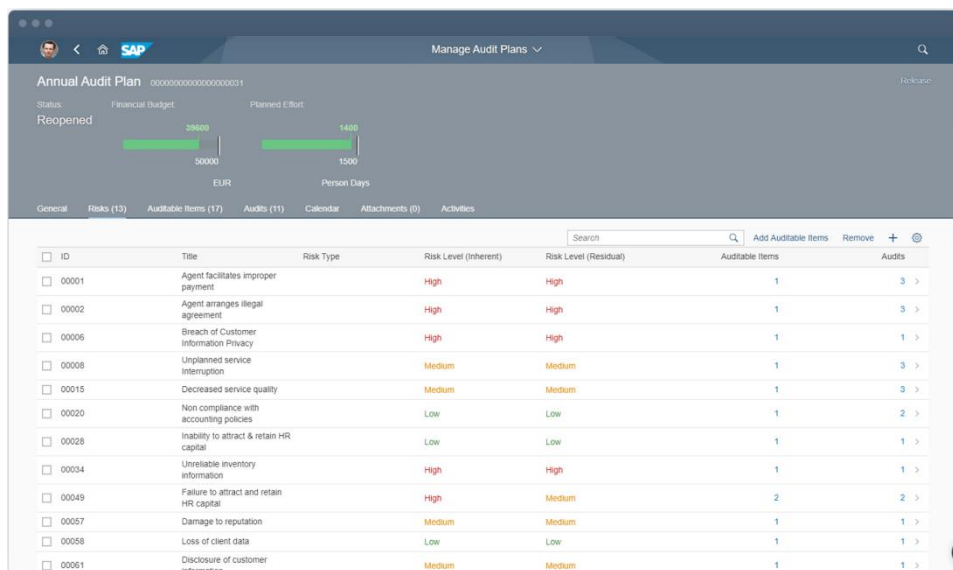 SAP
Manage Audit Plans
Annual Audit Plan 00000000000000000031
Release
Status: Financial Budget: Planned Effort:
Reopened
39600 1400
50000 1500
EUR Person Days
General Risks (13) Auditable Items (17) Audits (11) Calendar Attachments (0) Activities
Search Add Auditable Items Remove
ID Title Risk Type Risk Level (Inherent) Risk Level (Residual) Auditable Items Audits
00001 Agent facilitates improper payment High High 1 3
00002 Agent arranges illegal agreement High High 1 3
00006 Breach of Customer Information Privacy High High 1 1
00008 Unplanned service Interruption Medium Medium 1 3
00015 Decreased service quality Medium Medium 1 3
00020 Non compliance with accounting policies Low Low 1 2
00028 Inability to attract & retain HR capital Low Low 1 1
00034 Unreliable inventory information High High 1 1
00049 Failure to attract and retain HR capital High Medium 2 2
00057 Damage to reputation Medium Medium 1 1
00058 Loss of client data Low Low 1 1
00061 Disclosure of customer Medium Medium 1 1